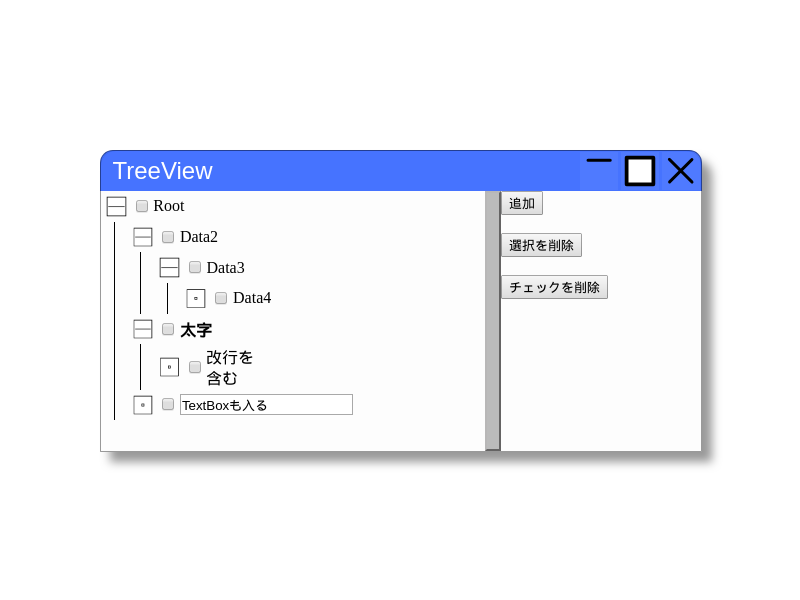 TreeView
Root
Data2
Data3
Data4
太字
改行を
含む
TextBoxも入る
追加
選択を削除
チェックを削除